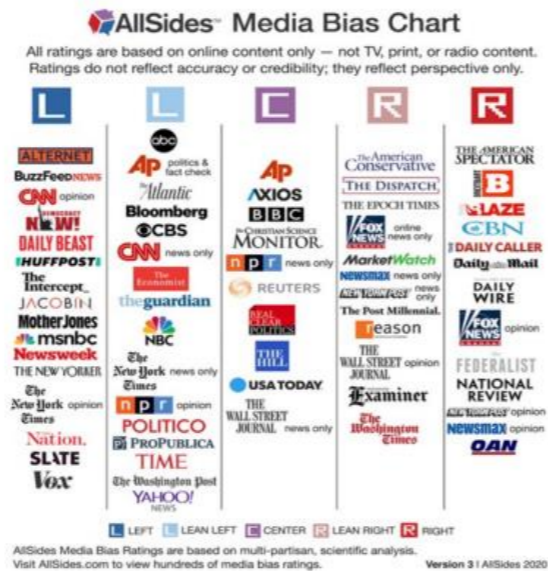 AllSides™ Media Bias Chart
All ratings are based on online content only — not TV, print, or radio content.
Ratings do not reflect accuracy or credibility; they reflect perspective only.
L
ALTERNET
BuzzFeed NEWS
CNN opinion
DEMOCRACY
NOW!
DAILY BEAST
HUFFPOST
The
Intercept_
JACOBIN
Mother Jones
msnbc
Newsweek
THE NEW YORKER
The
New York opinion
Times
The
Nation.
SLATE
Vox
L
abc
AP politics &
fact check
The
Atlantic
Bloomberg
CBS
CNN news only
The
Economist
the guardian
NBC
The
New York news only
Times
npr opinion
POLITICO
PROPUBLICA
TIME
The Washington Post
YAHOO!
NEWS
C
AP
AXIOS
BBC
The CHRISTIAN SCIENCE
MONITOR
npr news only
REUTERS
REAL
CLEAR
POLITICS
THE
HILL
USA TODAY
THE
WALL STREET
JOURNAL news only
R
The American
Conservative
THE DISPATCH
THE EPOCH TIMES
FOX
NEWS
online
news only
MarketWatch
Newsmax news only
NEW YORK POST news
only
The Post Millennial.
reason
THE
WALL STREET opinion
JOURNAL
Examiner
The
Washington
Times
R
THE AMERICAN
SPECTATOR
BREITBART
B
BLAZE
CBN
THE DAILY CALLER
Daily Mail
DAILY
WIRE
FOX
NEWS
opinion
THE
FEDERALIST
NATIONAL
REVIEW
NEW YORK POST opinion
Newsmax opinion
OAN
L LEFT L LEAN LEFT C CENTER R LEAN RIGHT R RIGHT
AllSides Media Bias Ratings are based on multi-partisan, scientific analysis.
Visit AllSides.com to view hundreds of media bias ratings.
Version 3 | AllSides 2020